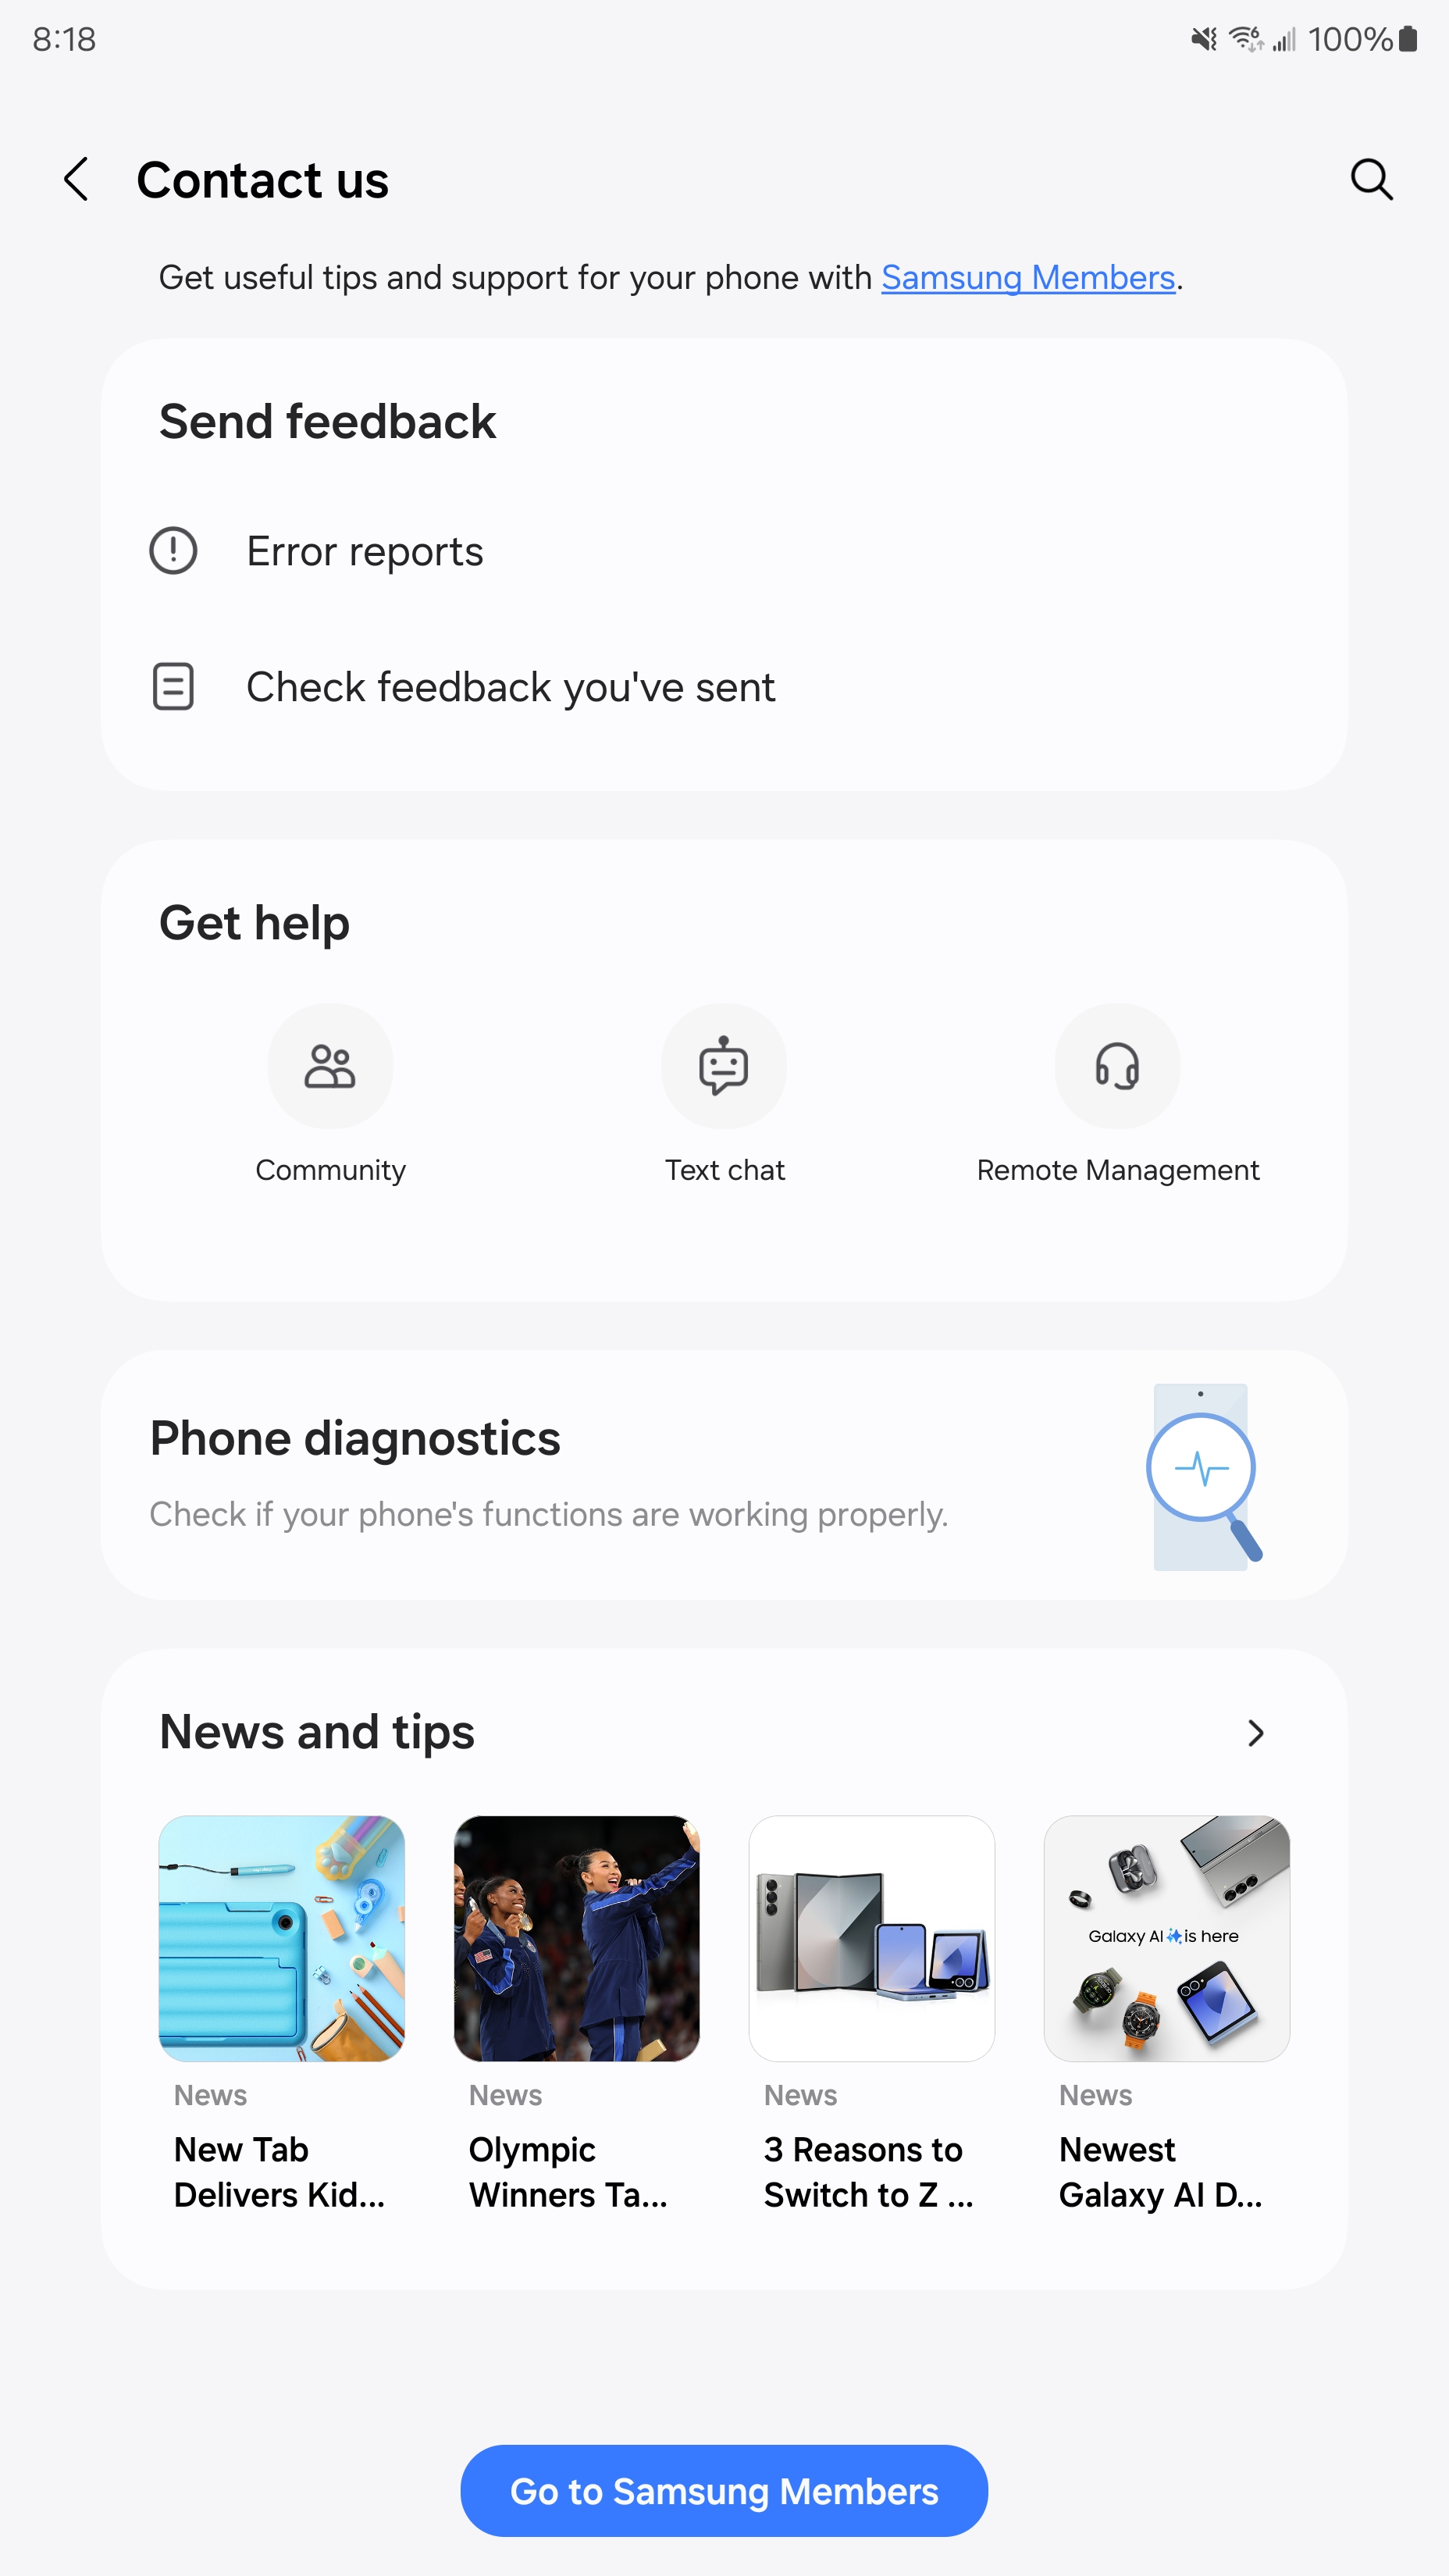 8:18
100%
Contact us
Get useful tips and support for your phone with Samsung Members.
Send feedback
Error reports
Check feedback you've sent
Get help
Community
Text chat
Remote Management
Phone diagnostics
Check if your phone's functions are working properly.
News and tips
Galaxy AI is here
News
New Tab
Delivers Kid...
News
Olympic
Winners Ta...
News
3 Reasons to
Switch to Z ...
News
Newest
Galaxy AI D...
Go to Samsung Members